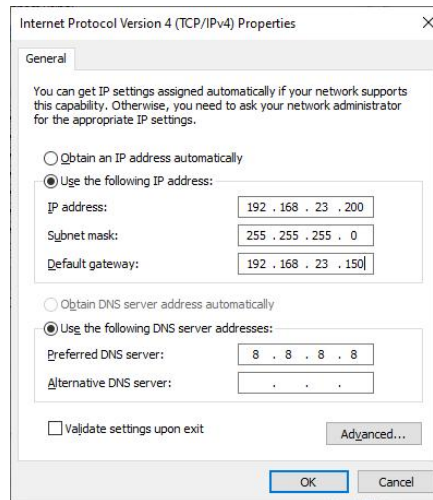 Internet Protocol Version 4 (TCP/IPv4) Properties
General
You can get IP settings assigned automatically if your network supports
this capability. Otherwise, you need to ask your network administrator
for the appropriate IP settings.
Obtain an IP address automatically
Use the following IP address:
IP address: 192 . 168 . 23 . 200
Subnet mask: 255 . 255 . 255 . 0
Default gateway: 192 . 168 . 23 . 150
Obtain DNS server address automatically
Use the following DNS server addresses:
Preferred DNS server: 8 . 8 . 8 . 8
Alternative DNS server: . . .
Validate settings upon exit
Advanced...
OK Cancel